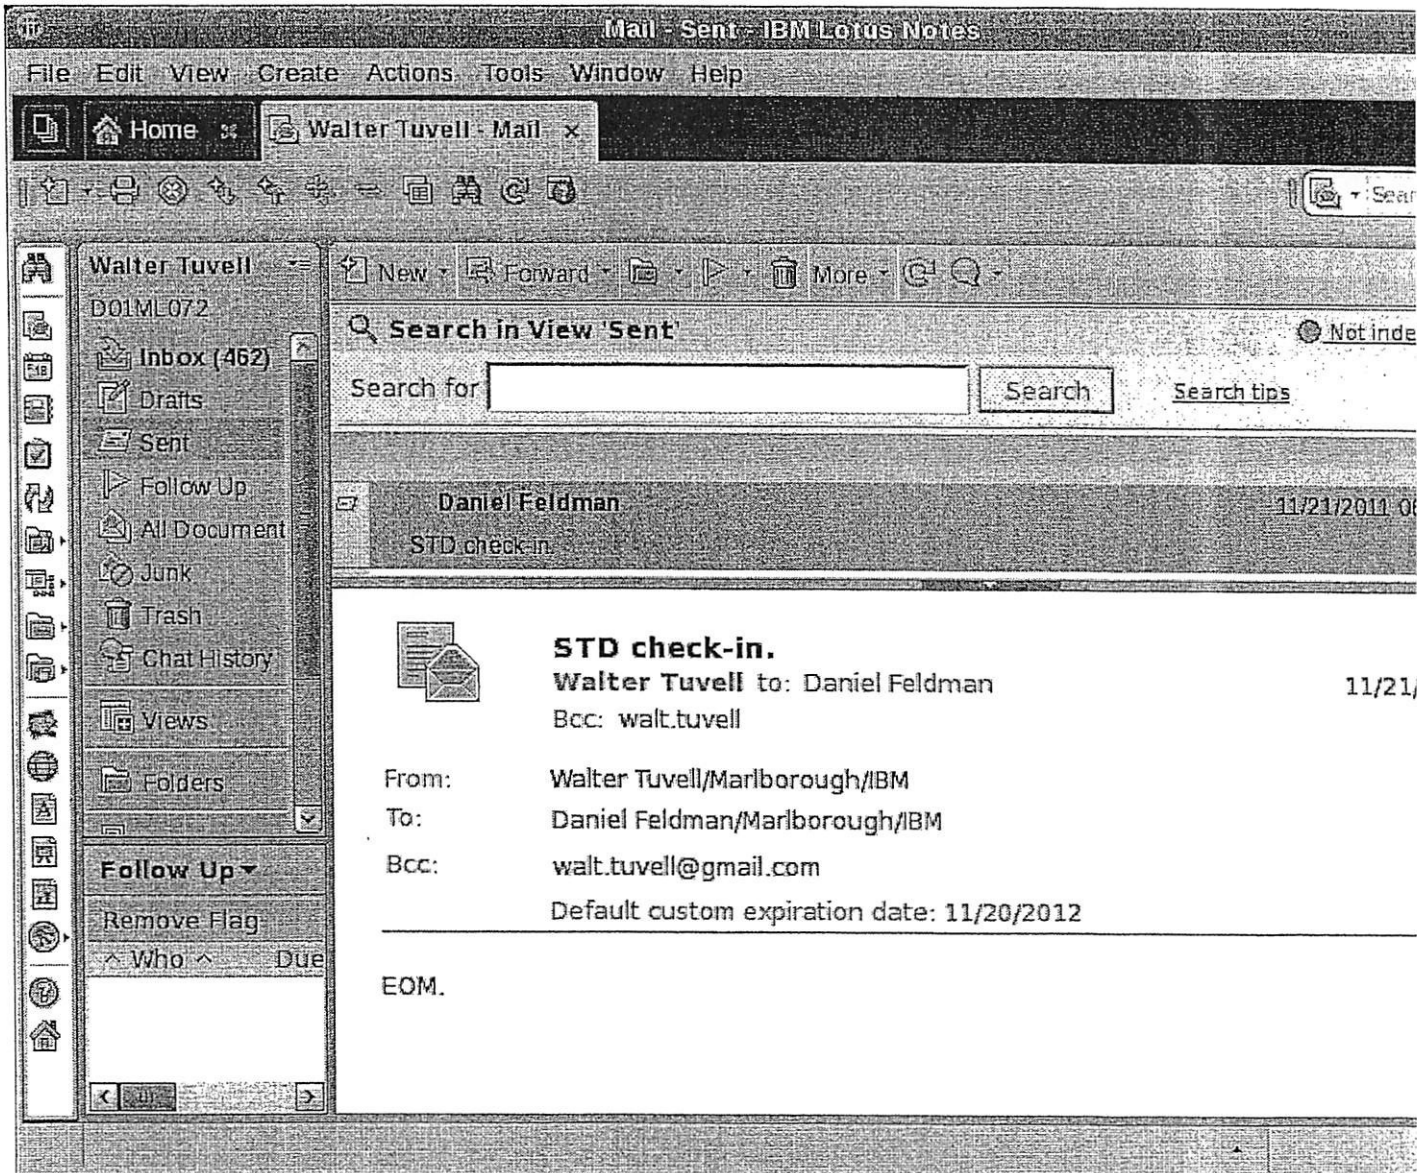 Mail - Sent - IBM Lotus Notes
File Edit View Create Actions Tools Window Help
Home Walter Tuvell - Mail
Walter Tuvell
D01ML072
Inbox (462)
Drafts
Sent
Follow Up
All Document
Junk
Trash
Chat History
Views
Folders
Follow Up
Remove Flag
^ Who ^ Due
New Forward More
Search in View 'Sent'
Search for Search Search tips
Daniel Feldman 11/21/2011
STD check-in.
STD check-in.
Walter Tuvell to: Daniel Feldman 11/21/
Bcc: walt.tuvell
From: Walter Tuvell/Marlborough/IBM
To: Daniel Feldman/Marlborough/IBM
Bcc: walt.tuvell@gmail.com
Default custom expiration date: 11/20/2012
EOM.